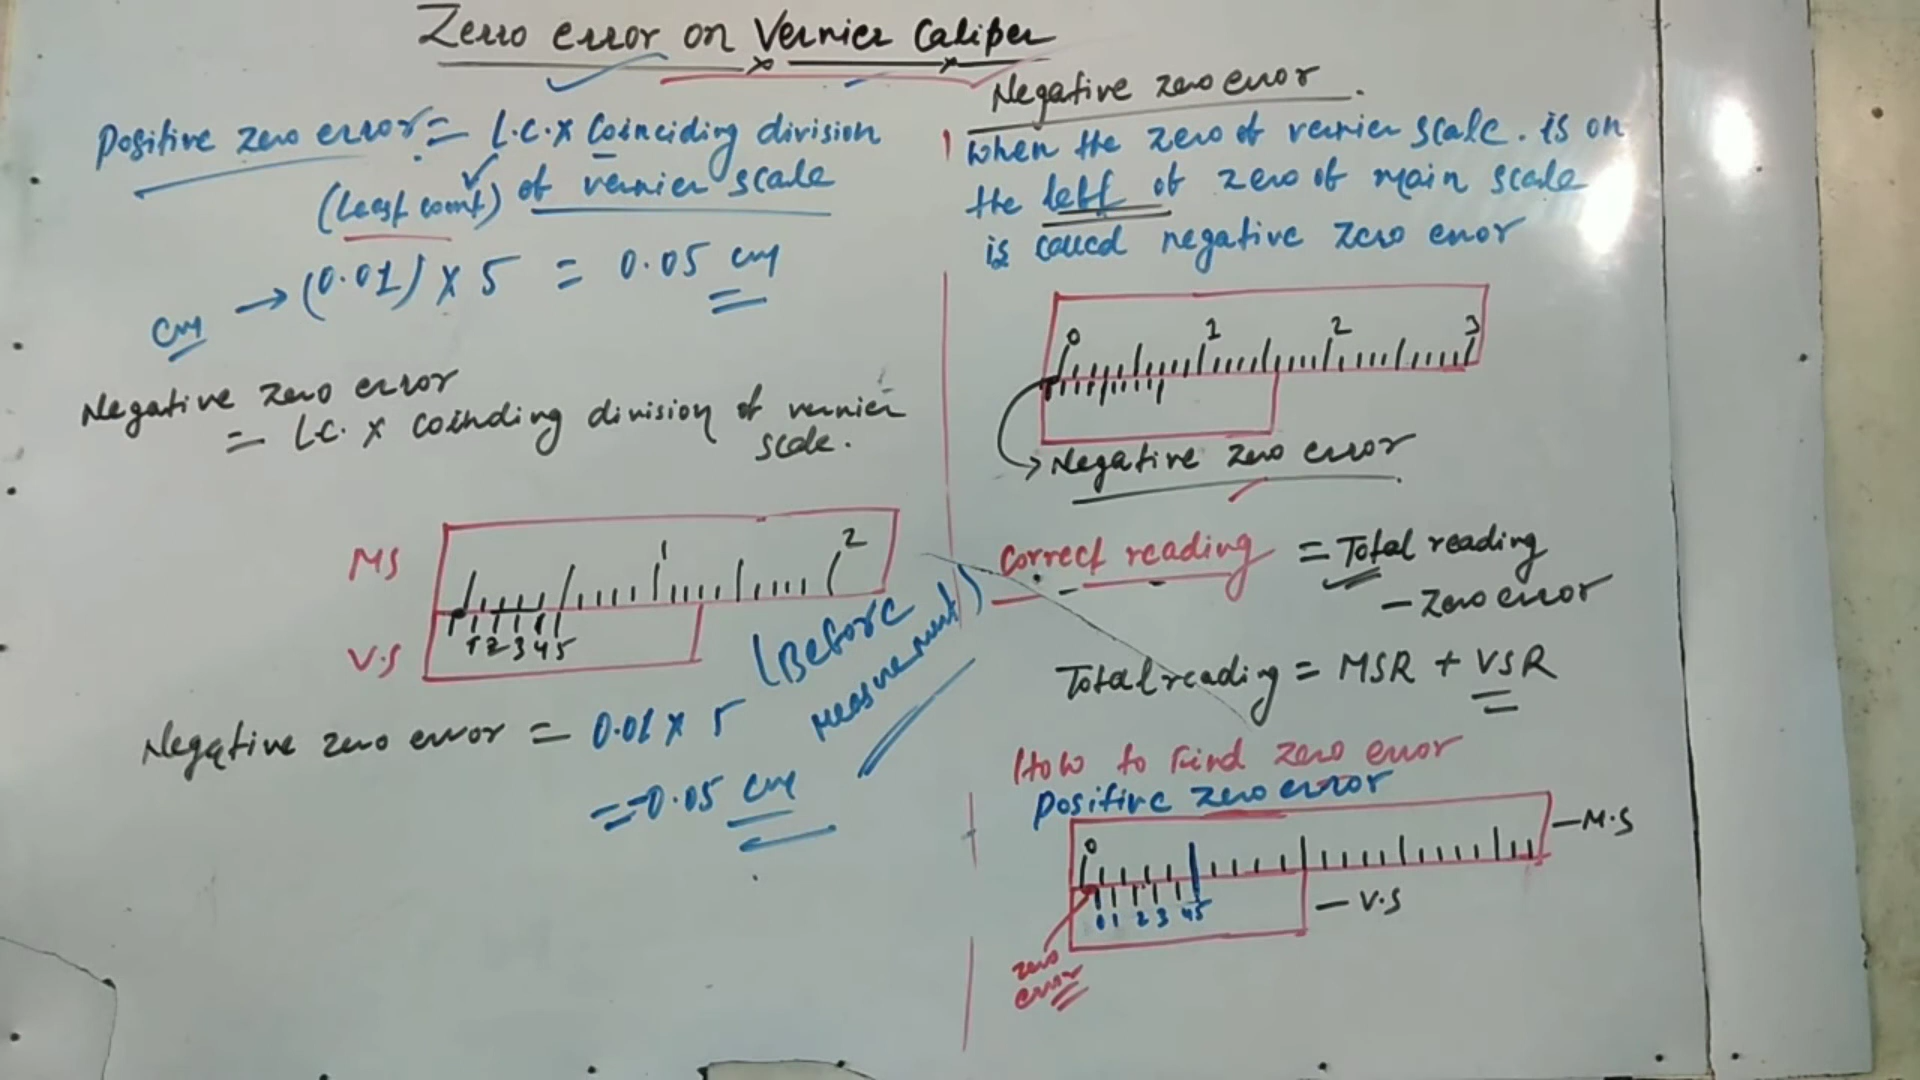 Zero error on Vernier Caliper
Positive zero error = L.C. x Coinciding division
(Least count) of vernier scale
cm → (0.01) x 5 = 0.05 cm
Negative zero error
= L.C. x coinding division of vernier
scale.
MS
1 2
V.S
1 2 3 4 5
(Before
measurement)
Negative zero error = 0.01 x 5
= -0.05 cm
Negative zero error.
when the zero of vernier scale. is on
the left of zero of main scale
is called negative zero error
0 1 2 3
Negative zero error
Correct reading = Total reading
- Zero error
Total reading = MSR + VSR
How to Find zero error
Positive zero error
0
-M.S
0 1 2 3 4 5
- V.S
zero
error